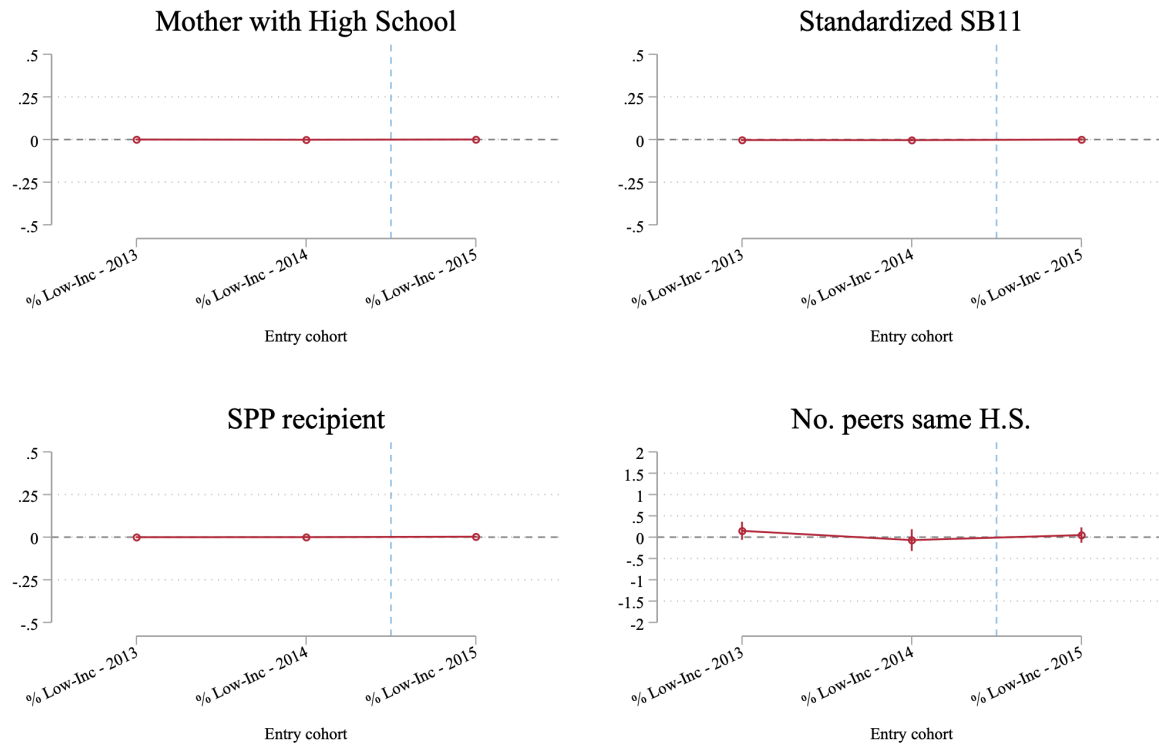 Mother with High School
.5
.25
0
-.25
-.5
% Low-Inc - 2013
% Low-Inc - 2014
% Low-Inc - 2015
Entry cohort
Standardized SB11
.5
.25
0
-.25
-.5
% Low-Inc - 2013
% Low-Inc - 2014
% Low-Inc - 2015
Entry cohort
SPP recipient
.5
.25
0
-.25
-.5
% Low-Inc - 2013
% Low-Inc - 2014
% Low-Inc - 2015
Entry cohort
No. peers same H.S.
2
1.5
1
.5
0
-.5
-1
-1.5
-2
% Low-Inc - 2013
% Low-Inc - 2014
% Low-Inc - 2015
Entry cohort